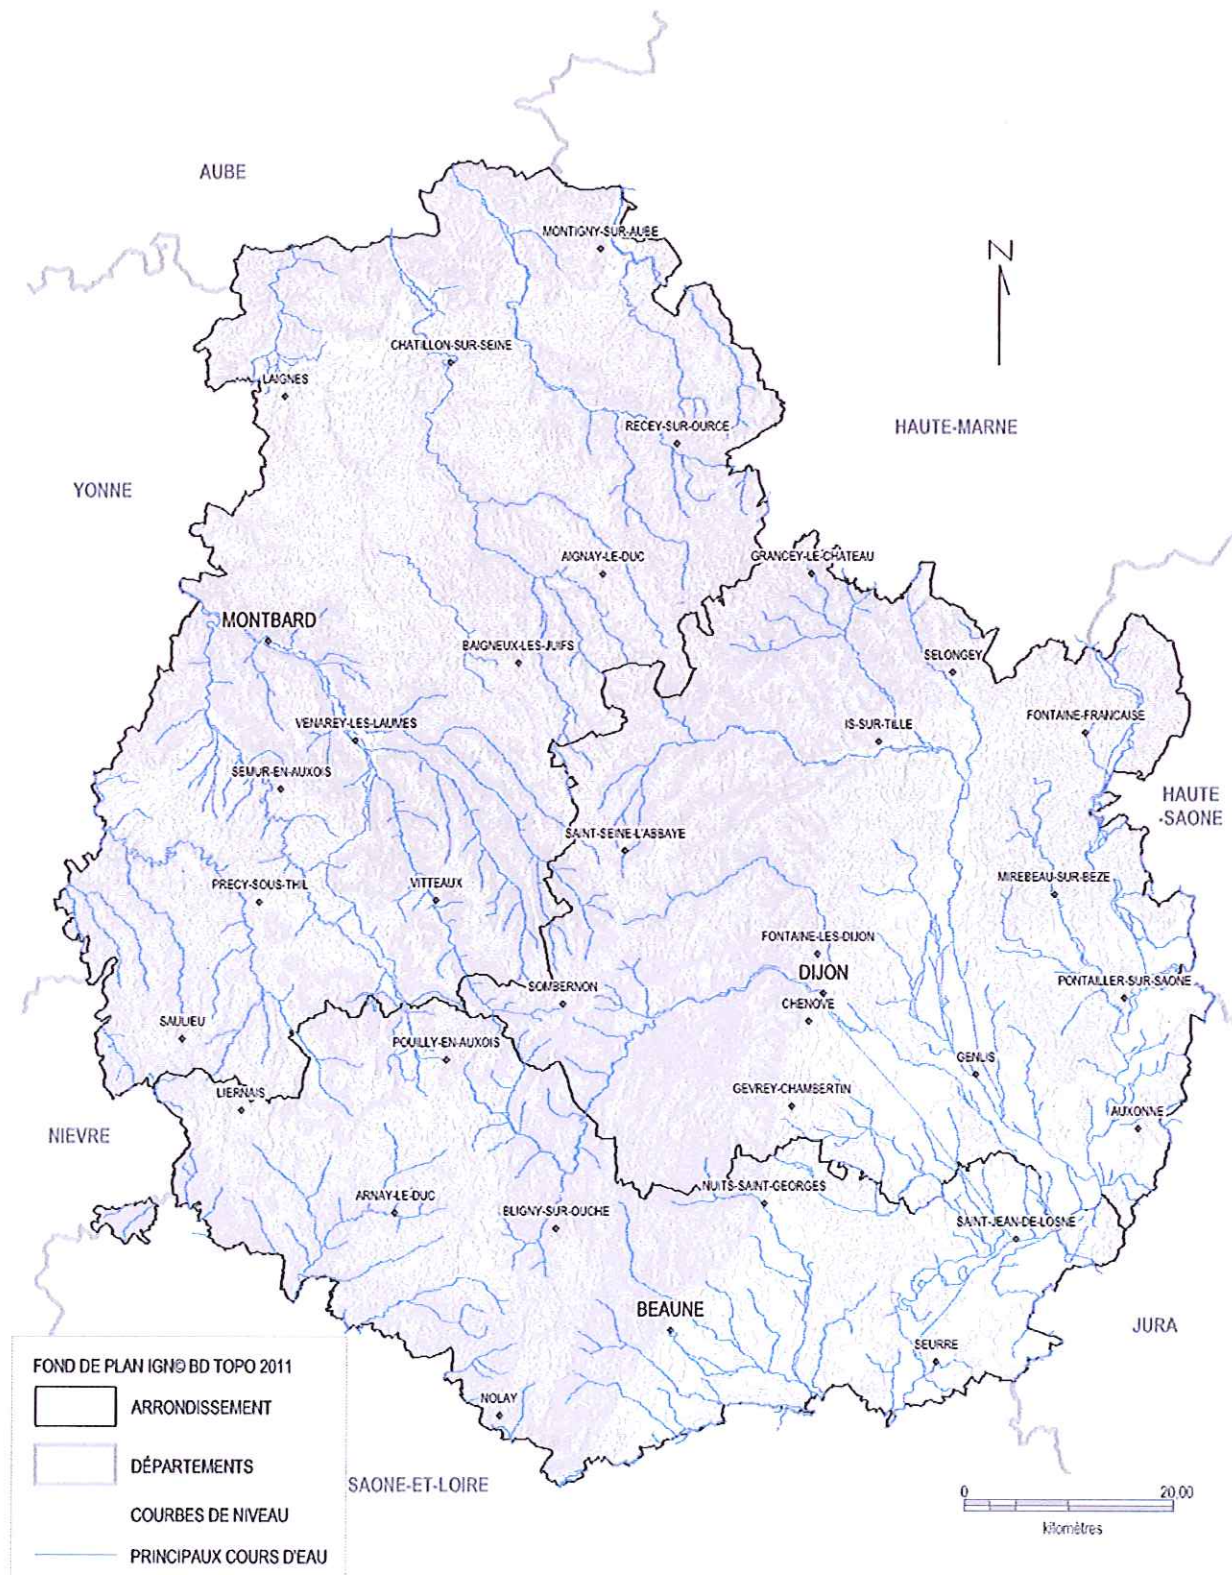 AUBE
N
MONTIGNY-SUR-AUBE
CHATILLON-SUR-SEINE
LAIGNES
HAUTE-MARNE
RECEY-SUR-OURCE
YONNE
AIGNAY-LE-DUC
GRANCEY-LE-CHATEAU
MONTBARD
BAIGNEUX-LES-JUIFS
SELONGEY
VENAREY-LES-LAUMES
IS-SUR-TILLE
FONTAINE-FRANCAISE
SEMUR-EN-AUXOIS
HAUTE
-SAONE
SAINT-SEINE-L'ABBAYE
PRECY-SOUS-THIL
VITTEAUX
MIREBEAU-SUR-BEZE
FONTAINE-LES-DIJON
DIJON
SOMBERNON
PONTAILLER-SUR-SAONE
CHENOVE
SAULIEU
POUILLY-EN-AUXOIS
GENLIS
LIERNAIS
GEVREY-CHAMBERTIN
AUXONNE
NIEVRE
ARNAY-LE-DUC
NUITS-SAINT-GEORGES
BLIGNY-SUR-OUCHE
SAINT-JEAN-DE-LOSNE
BEAUNE
JURA
SEURRE
NOLAY
FOND DE PLAN IGN© BD TOPO 2011
ARRONDISSEMENT
DÉPARTEMENTS
COURBES DE NIVEAU
PRINCIPAUX COURS D'EAU
SAONE-ET-LOIRE
0 20,00
kilomètres